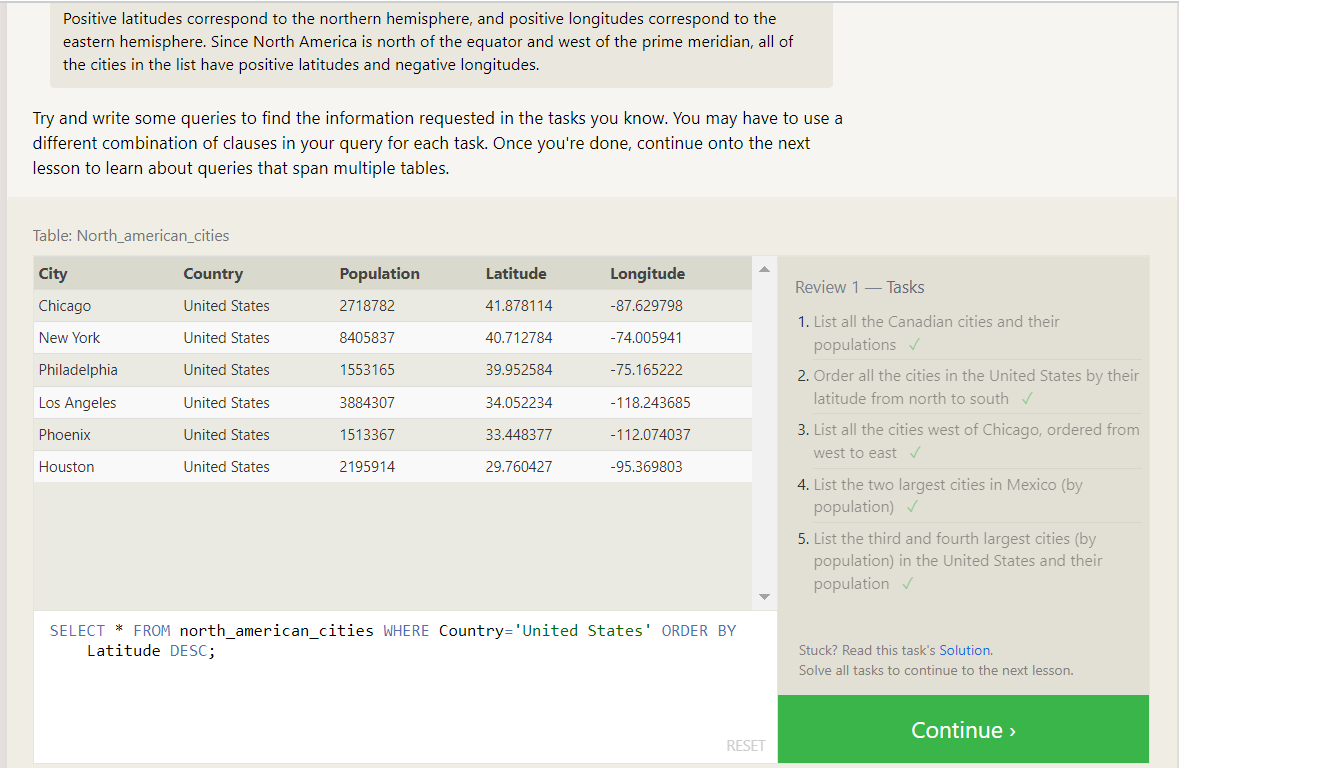 Positive latitudes correspond to the northern hemisphere, and positive longitudes correspond to the
eastern hemisphere. Since North America is north of the equator and west of the prime meridian, all of
the cities in the list have positive latitudes and negative longitudes.
Try and write some queries to find the information requested in the tasks you know. You may have to use a
different combination of clauses in your query for each task. Once you're done, continue onto the next
lesson to learn about queries that span multiple tables.
Table: North_american_cities
City Country Population Latitude Longitude
Chicago United States 2718782 41.878114 -87.629798
New York United States 8405837 40.712784 -74.005941
Philadelphia United States 1553165 39.952584 -75.165222
Los Angeles United States 3884307 34.052234 -118.243685
Phoenix United States 1513367 33.448377 -112.074037
Houston United States 2195914 29.760427 -95.369803
SELECT * FROM north_american_cities WHERE Country='United States' ORDER BY
Latitude DESC;
RESET
Review 1 — Tasks
1. List all the Canadian cities and their
populations ✓
2. Order all the cities in the United States by their
latitude from north to south ✓
3. List all the cities west of Chicago, ordered from
west to east ✓
4. List the two largest cities in Mexico (by
population) ✓
5. List the third and fourth largest cities (by
population) in the United States and their
population ✓
Stuck? Read this task's Solution.
Solve all tasks to continue to the next lesson.
Continue ›